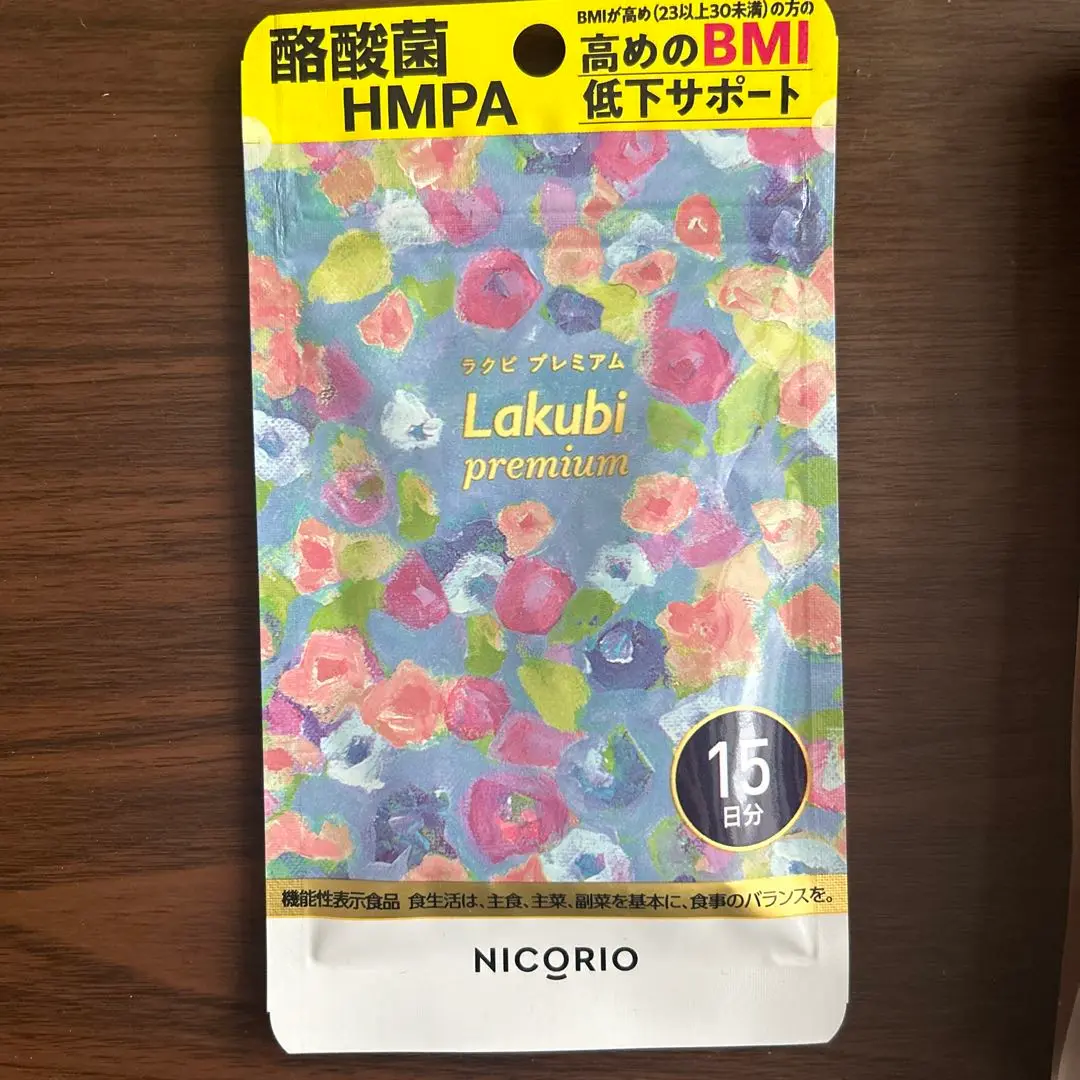 酪酸菌
HMPA
BMIが高め(23以上30未満)の方の
高めのBMI
低下サポート
ラクビ プレミアム
Lakubi
premium
15
日分
機能性表示食品 食生活は、主食、主菜、副菜を基本に、食事のバランスを。
NICORIO